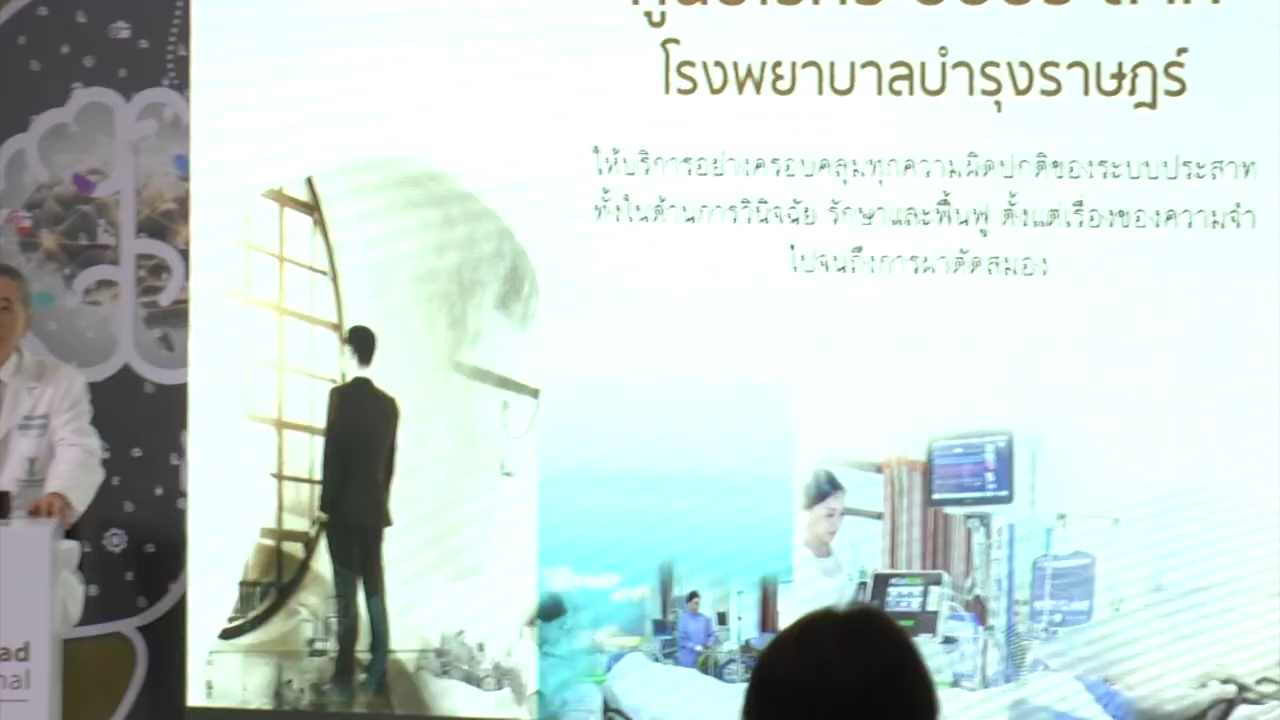 โรงพยาบาลบำรุงราษฎร์
ให้บริการอย่างครอบคลุมทุกความผิดปกติของระบบประสาท
ทั้งในด้านการวินิจฉัย รักษาและฟื้นฟู ตั้งแต่เรื่องของความจำ
ไปจนถึงการผ่าตัดสมอง
ad
nal